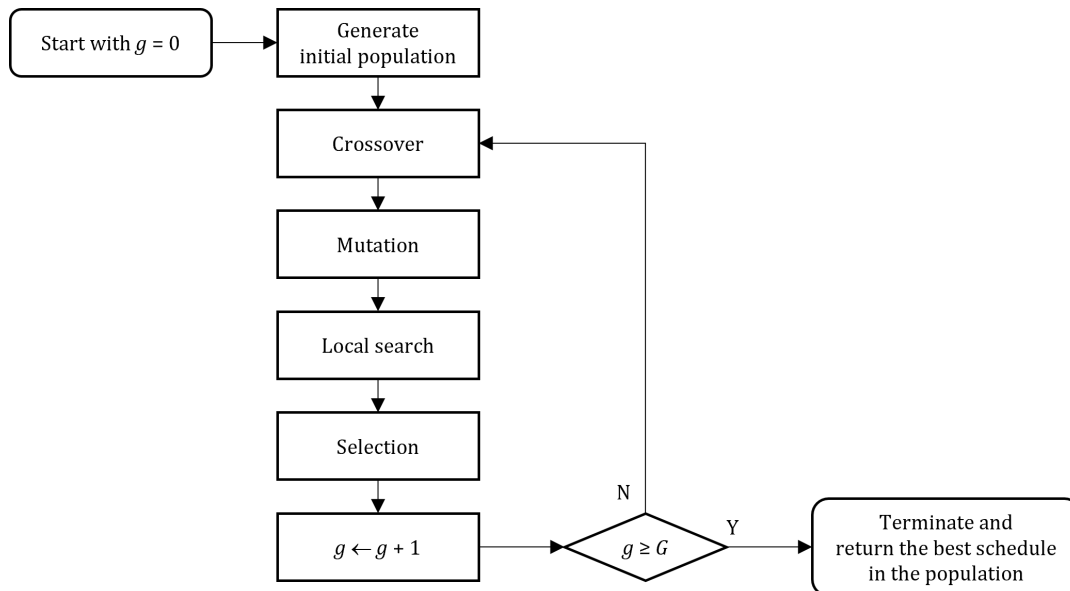 Start with g = 0
Generate
initial population
Crossover
Mutation
Local search
Selection
g ← g + 1
N
g ≥ G
Y
Terminate and
return the best schedule
in the population